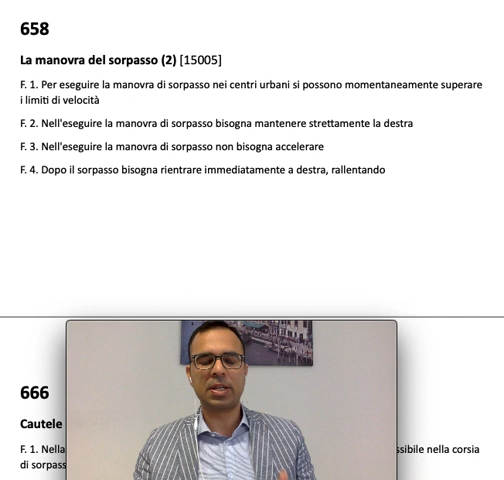 658
La manovra del sorpasso (2) [15005]
F. 1. Per eseguire la manovra di sorpasso nei centri urbani si possono momentaneamente superare
i limiti di velocità
F. 2. Nell'eseguire la manovra di sorpasso bisogna mantenere strettamente la destra
F. 3. Nell'eseguire la manovra di sorpasso non bisogna accelerare
F. 4. Dopo il sorpasso bisogna rientrare immediatamente a destra, rallentando
666
Cautele
F. 1. Nella ssibile nella corsia
di sorpass